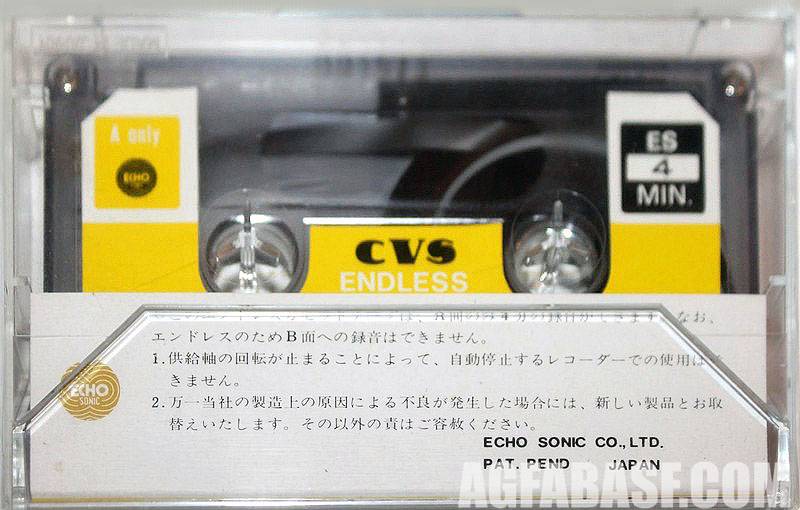 A only
ECHO
ES
4
MIN.
CVS
ENDLESS
なお、
エンドレスのためB面への録音はできません。
1. 供給軸の回転が止まることによって、自動停止するレコーダーでの使用はで
きません。
2. 万一当社の製造上の原因による不良が発生した場合には、新しい製品とお取
替えいたします。その以外の責はご容赦ください。
ECHO
SONIC
ECHO SONIC CO., LTD.
PAT. PEND JAPAN
AGFABASF.COM